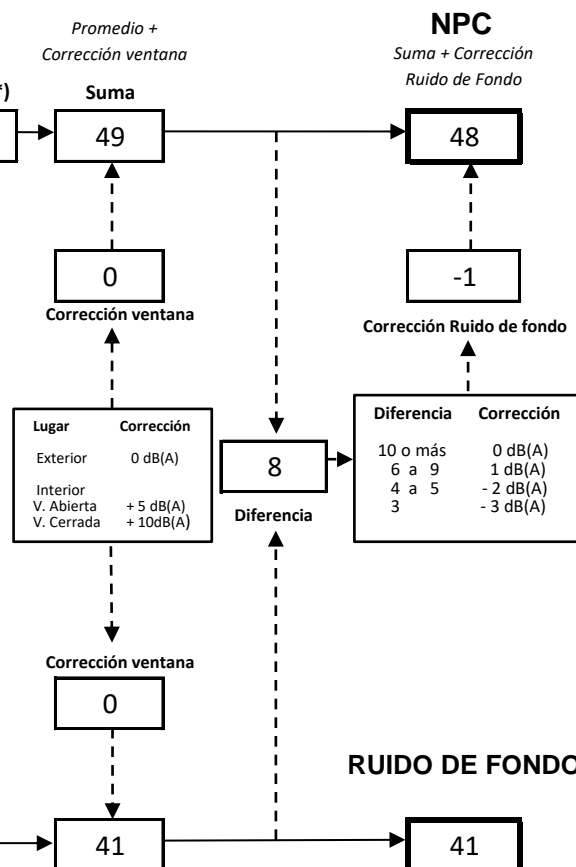 Promedio +
Corrección ventana
NPC
Suma + Corrección
Ruido de Fondo
*)
Suma
49
48
0
-1
Corrección ventana
Corrección Ruido de fondo
Lugar Corrección
Exterior 0 dB(A)
Interior
V. Abierta + 5 dB(A)
V. Cerrada + 10dB(A)
8
Diferencia
Diferencia Corrección
10 o más 0 dB(A)
6 a 9 1 dB(A)
4 a 5 - 2 dB(A)
3 - 3 dB(A)
Corrección ventana
0
RUIDO DE FONDO
41
41